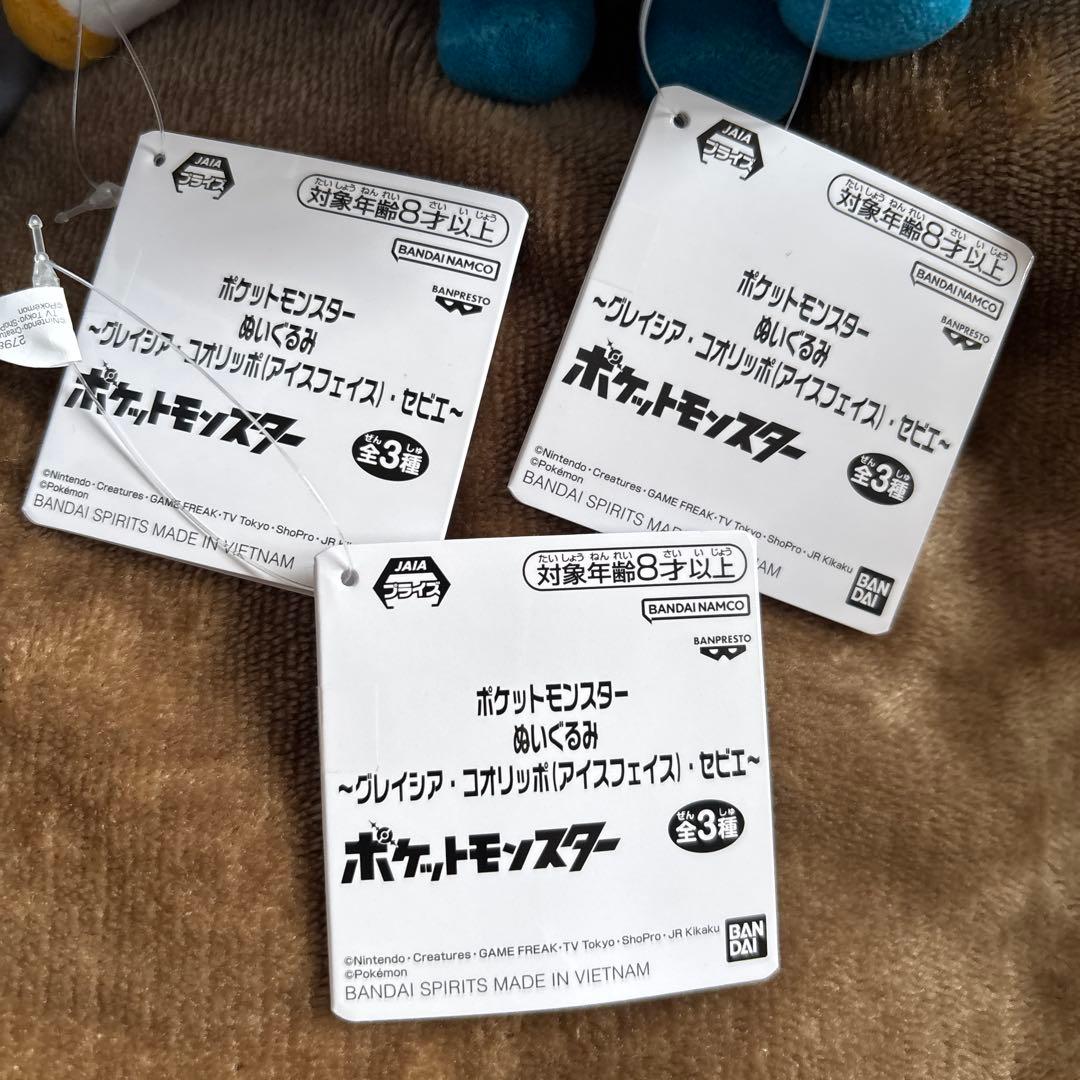 JAIA
プライズ
たいしょうねんれい さいいじょう
対象年齢8才以上
BANDAI NAMCO
BANPRESTO
ポケットモンスター
ぬいぐるみ
~グレイシア・コオリッポ(アイスフェイス)・セビエ~
ポケットモンスター
ぜん しゅ
全3種
©Nintendo・Creatures・GAME FREAK・TV Tokyo・ShoPro・JR Kikaku
©Pokémon
BANDAI SPIRITS MADE IN VIETNAM
©Nintendo・Creatu
TV Tokyo・ShoP
©Pokémon
2798
JAIA
プライズ
たいしょうねんれい さいいじょう
対象年齢8才以上
BANDAI NAMCO
BANPRESTO
ポケットモンスター
ぬいぐるみ
~グレイシア・コオリッポ(アイスフェイス)・セビエ~
ポケットモンスター
ぜん しゅ
全3種
©Nintendo・Creatures・GAME FREAK・TV Tokyo・ShoPro・JR Kikaku
©Pokémon
BANDAI SPIRITS MADE NAM
BAN
DAI
JAIA
プライズ
たいしょうねんれい さいいじょう
対象年齢8才以上
BANDAI NAMCO
BANPRESTO
ポケットモンスター
ぬいぐるみ
~グレイシア・コオリッポ(アイスフェイス)・セビエ~
ポケットモンスター
ぜん しゅ
全3種
©Nintendo・Creatures・GAME FREAK・TV Tokyo・ShoPro・JR Kikaku
©Pokémon
BANDAI SPIRITS MADE IN VIETNAM
BAN
DAI